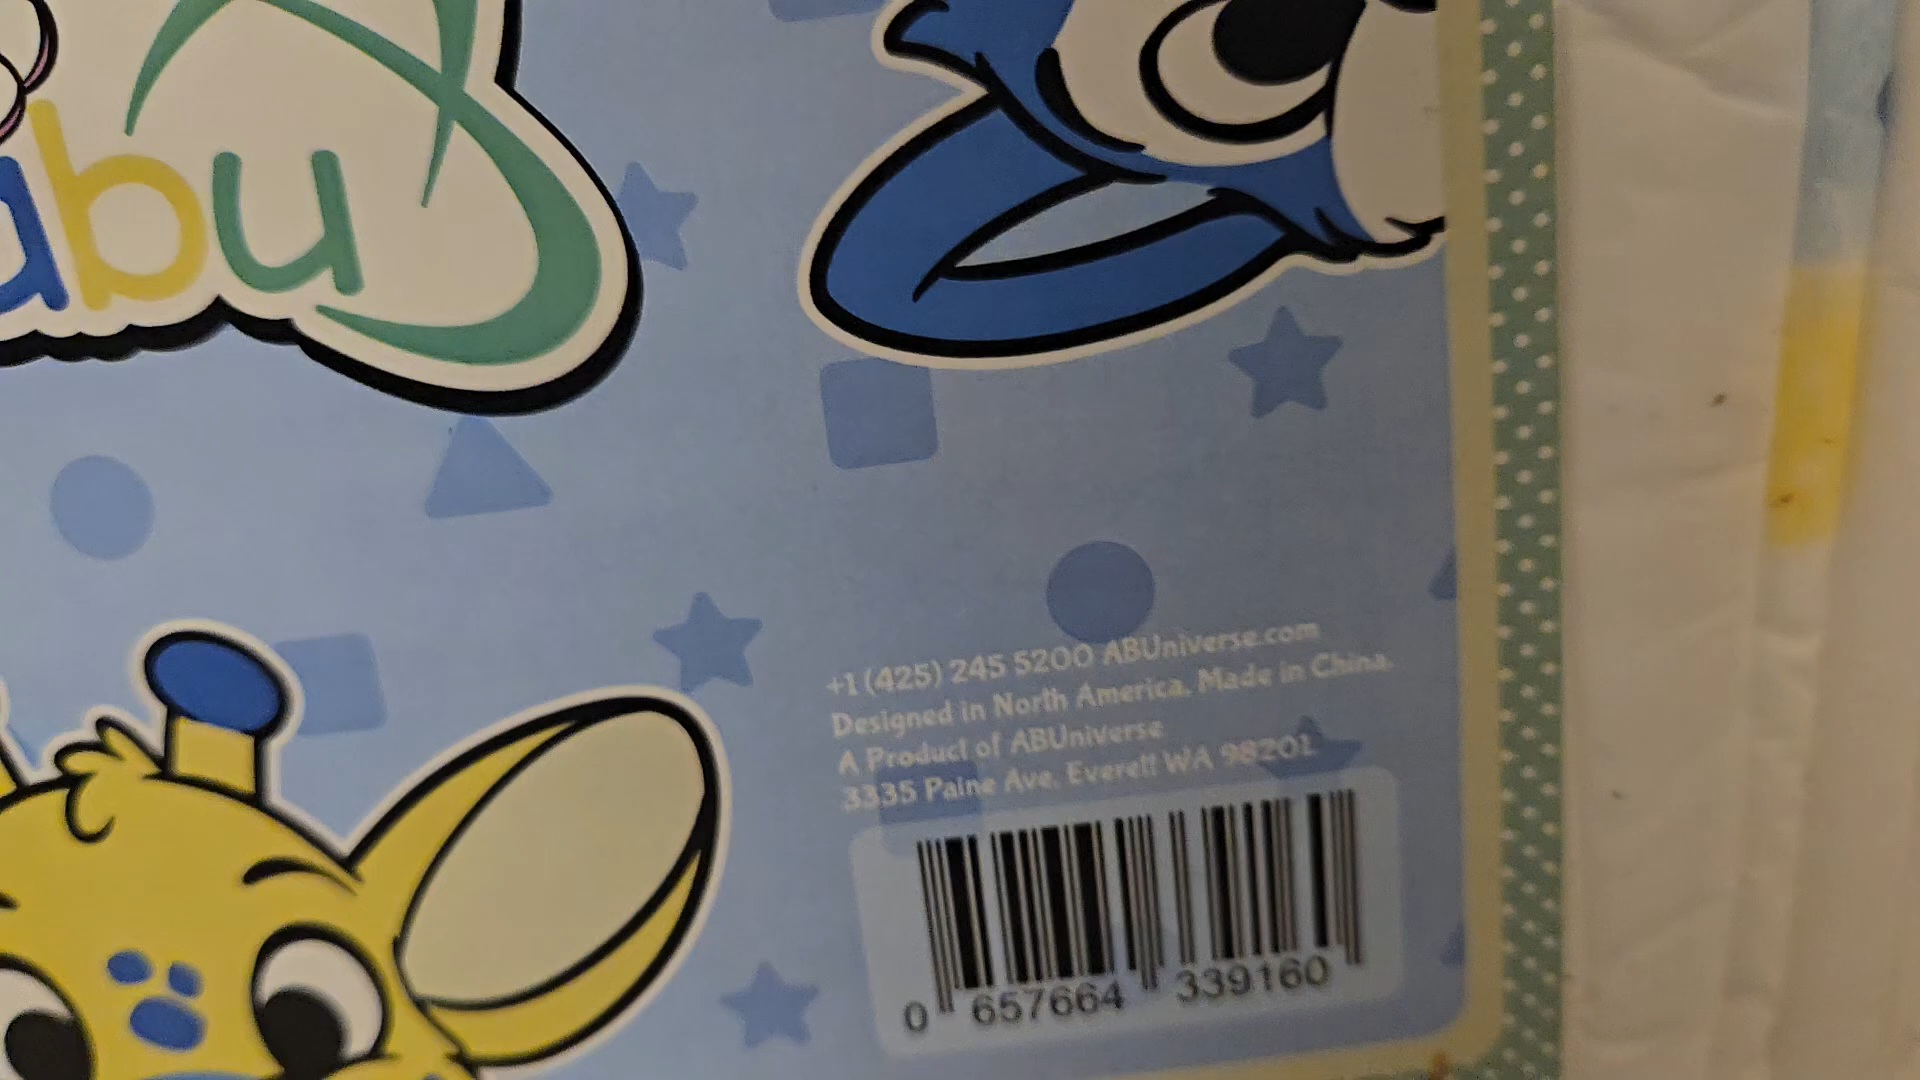 abu
+1 (425) 245 5200 ABUniverse.com
Designed in North America. Made in China.
A Product of ABUniverse
3335 Paine Ave. Everett WA 98201
0 657664 339160